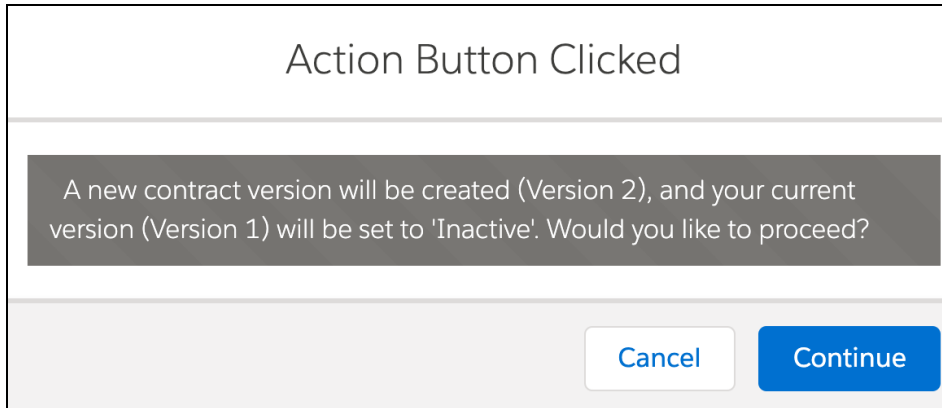 Action Button Clicked
A new contract version will be created (Version 2), and your current
version (Version 1) will be set to 'Inactive'. Would you like to proceed?
Cancel
Continue